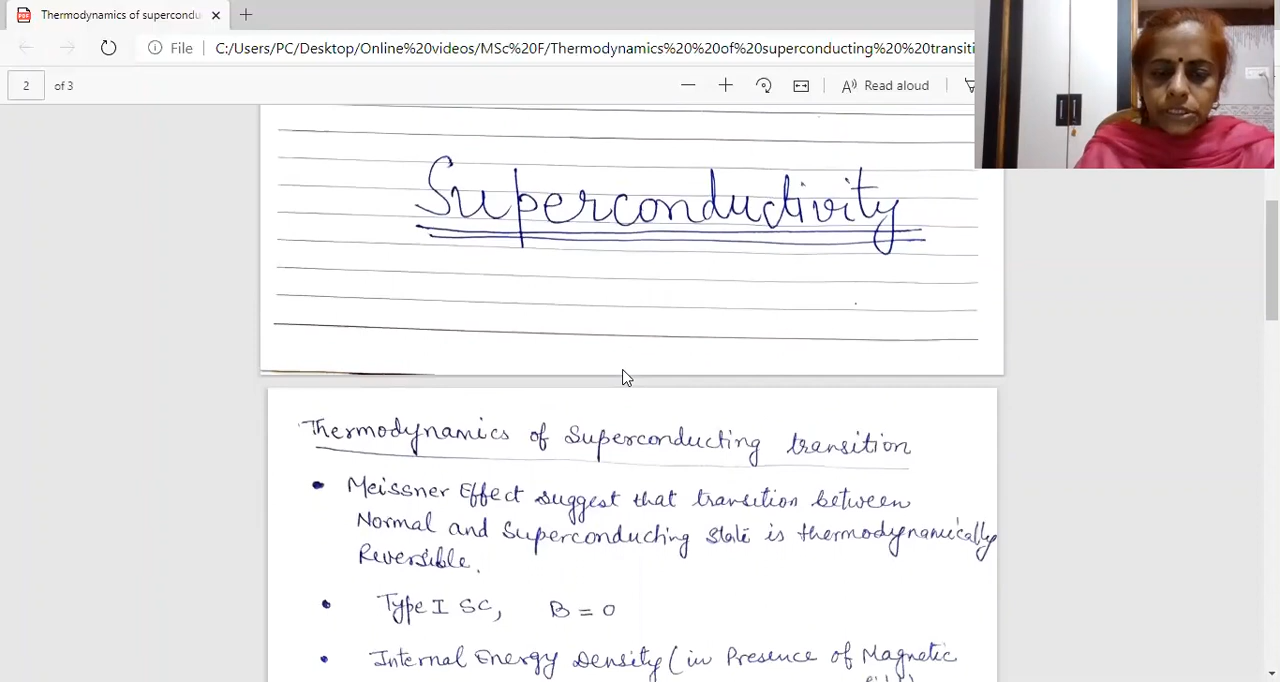 Thermodynamics of supercondu
File
C:/Users/PC/Desktop/Online%20videos/MSc%20F/Thermodynamics%20%20of%20superconducting%20%20transiti
2 of 3
Read aloud
Superconductivity
Thermodynamics of Superconducting transition
• Meissner Effect suggest that transition between
Normal and Superconducting State is thermodynamically
Reversible.
• Type I SC, B = 0
• Internal Energy Density (in Presence of Magnetic